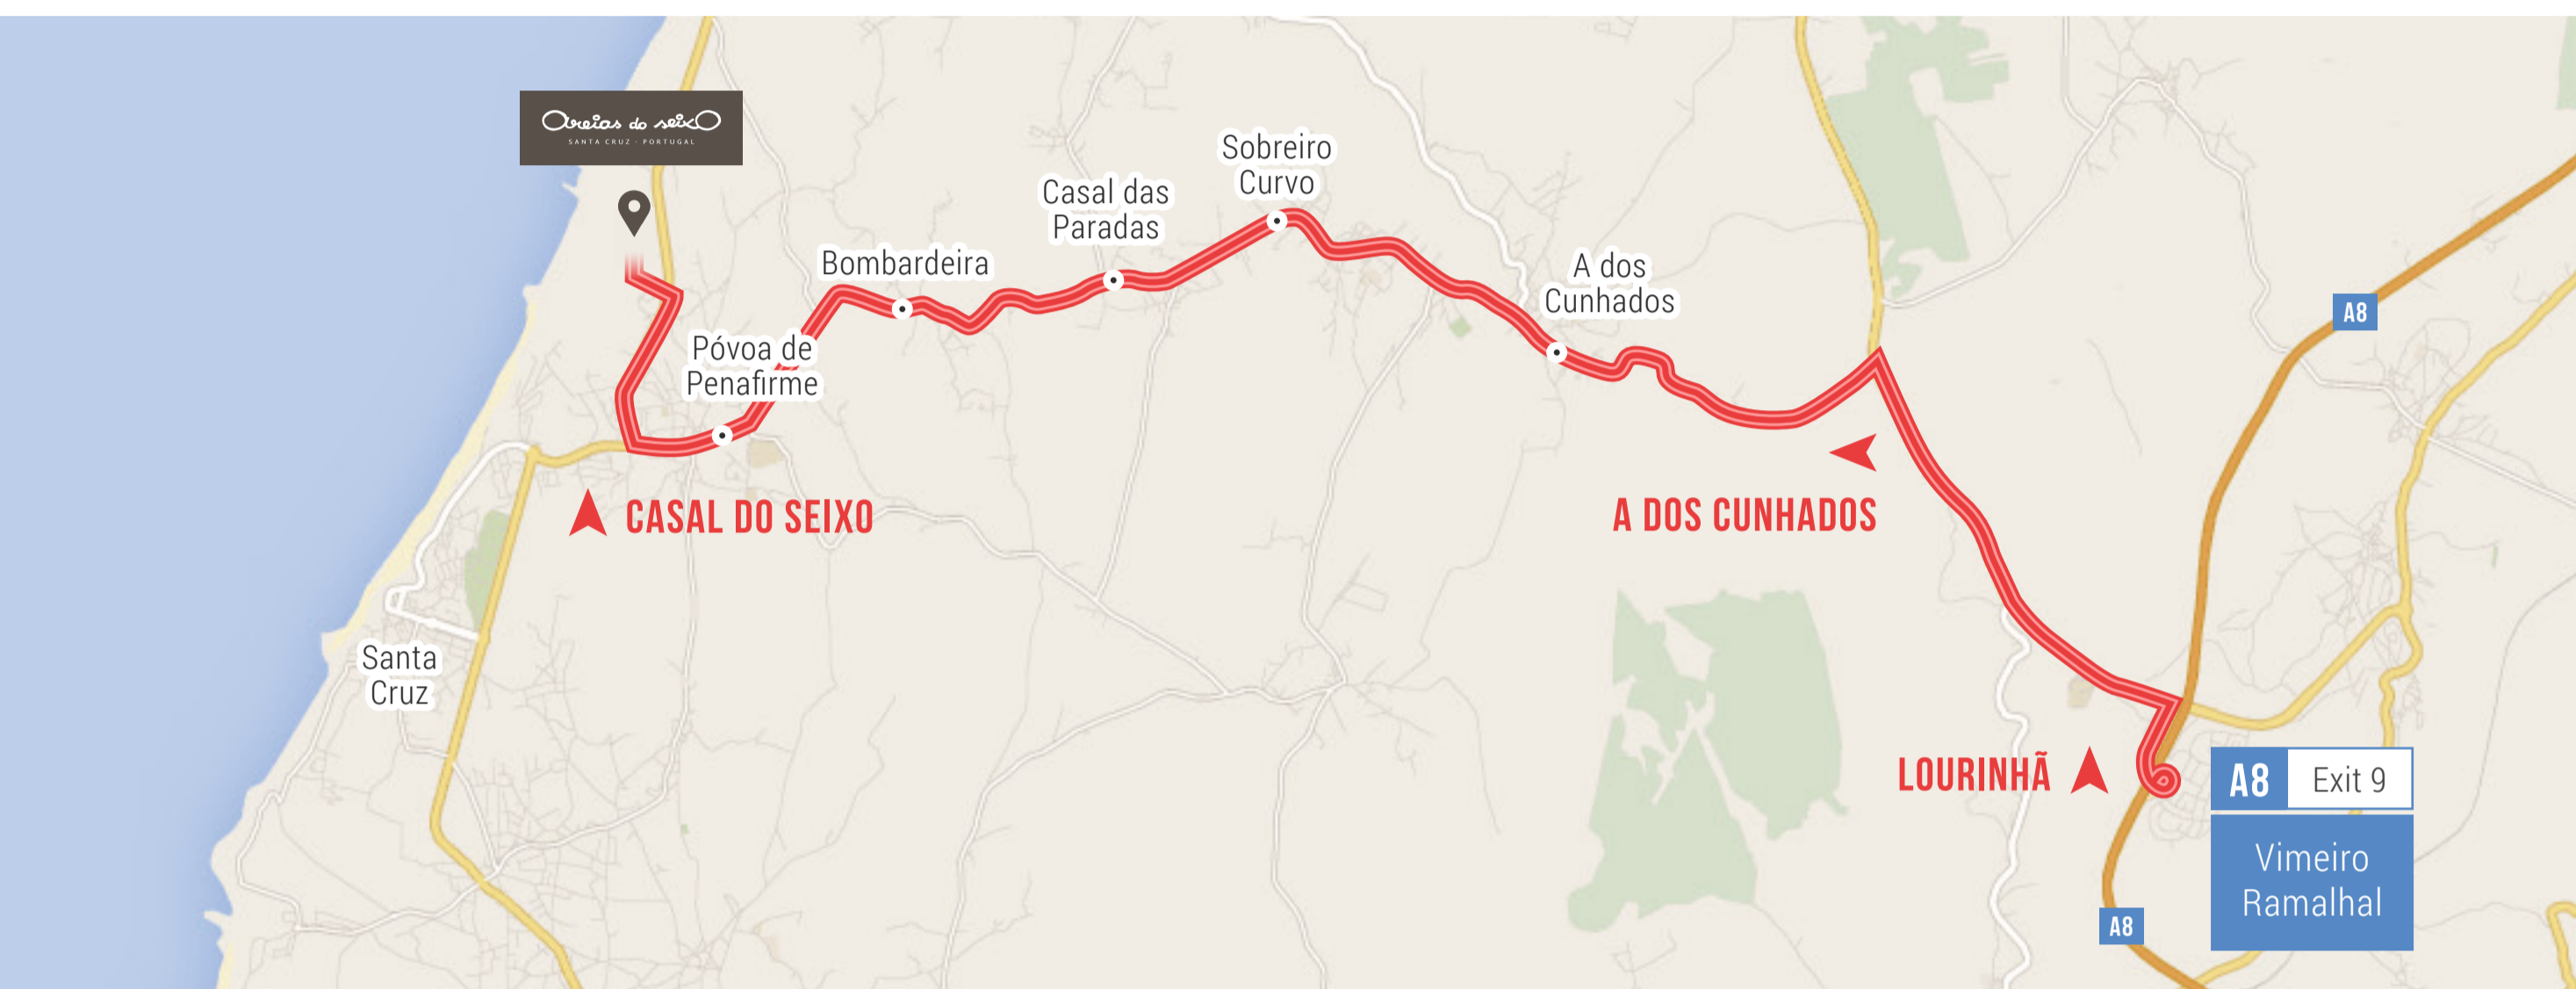 Areias do seixo
SANTA CRUZ · PORTUGAL
Sobreiro
Curvo
Casal das
Paradas
Bombardeira
A dos
Cunhados
A8
Póvoa de
Penafirme
CASAL DO SEIXO
A DOS CUNHADOS
Santa
Cruz
LOURINHÃ
A8 Exit 9
Vimeiro
Ramalhal
A8